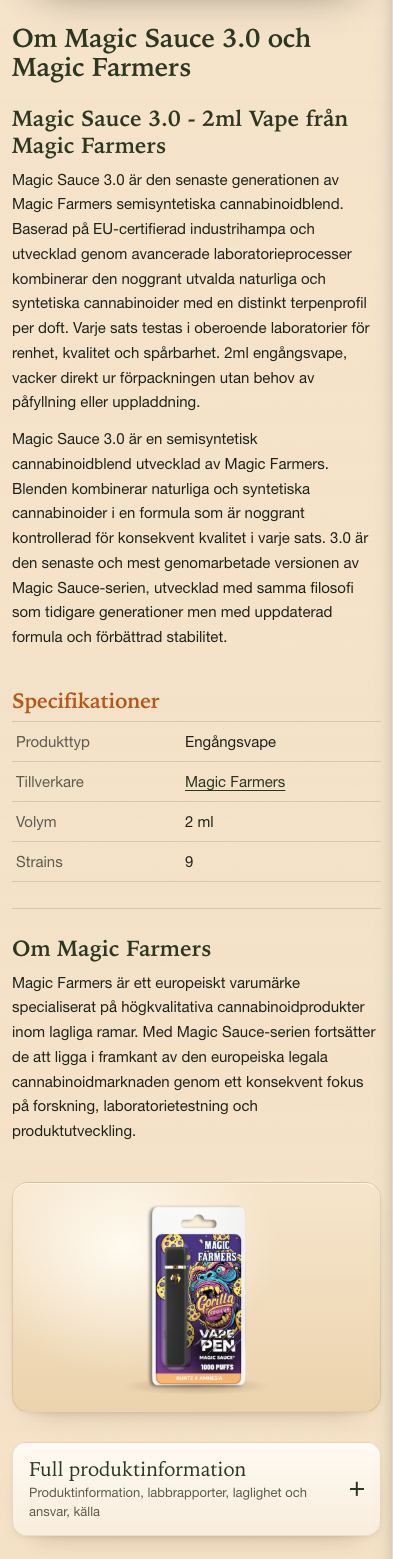 Om Magic Sauce 3.0 och
Magic Farmers
Magic Sauce 3.0 - 2ml Vape från
Magic Farmers
Magic Sauce 3.0 är den senaste generationen av
Magic Farmers semisyntetiska cannabinoidblend.
Baserad på EU-certifierad industrihampa och
utvecklad genom avancerade laboratorieprocesser
kombinerar den noggrant utvalda naturliga och
syntetiska cannabinoider med en distinkt terpenprofil
per doft. Varje sats testas i oberoende laboratorier för
renhet, kvalitet och spårbarhet. 2ml engångsvape,
vacker direkt ur förpackningen utan behov av
påfyllning eller uppladdning.
Magic Sauce 3.0 är en semisyntetisk
cannabinoidblend utvecklad av Magic Farmers.
Blenden kombinerar naturliga och syntetiska
cannabinoider i en formula som är noggrant
kontrollerad för konsekvent kvalitet i varje sats. 3.0 är
den senaste och mest genomarbetade versionen av
Magic Sauce-serien, utvecklad med samma filosofi
som tidigare generationer men med uppdaterad
formula och förbättrad stabilitet.
Specifikationer
Produkttyp Engångsvape
Tillverkare Magic Farmers
Volym 2 ml
Strains 9
Om Magic Farmers
Magic Farmers är ett europeiskt varumärke
specialiserat på högkvalitativa cannabinoidprodukter
inom lagliga ramar. Med Magic Sauce-serien fortsätter
de att ligga i framkant av den europeiska legala
cannabinoidmarknaden genom ett konsekvent fokus
på forskning, laboratorietestning och
produktutveckling.
MAGIC
FARMERS
Gorilla
VAPE
PEN
MAGIC SAUCE
1000 PUFFS
RUNTZ X AMNESIA
Full produktinformation
Produktinformation, labbrapporter, laglighet och
ansvar, källa